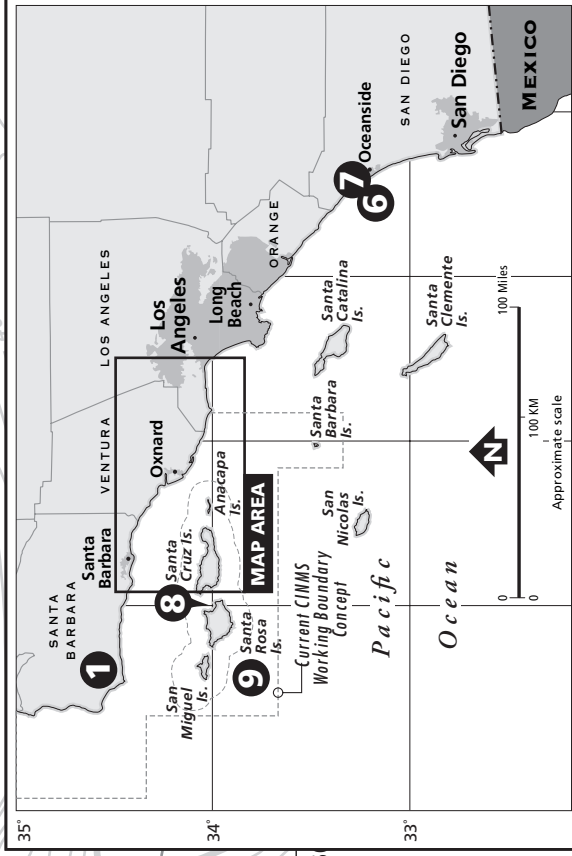 35°
34°
33°
SANTA
BARBARA
VENTURA
LOS ANGELES
ORANGE
SAN DIEGO
MEXICO
Santa
Barbara
Oxnard
Los
Angeles
Long
Beach
Oceanside
San Diego
1
8
9
7
6
San
Miguel
Is.
Santa
Rosa
Is.
Santa
Cruz Is.
Anacapa
Is.
MAP AREA
Santa
Barbara
Is.
San
Nicolas
Is.
Santa
Catalina
Is.
Santa
Clemente
Is.
Current CINMS
Working Boundary
Concept
Pacific
Ocean
N
0
100 Miles
0
100 KM
Approximate scale